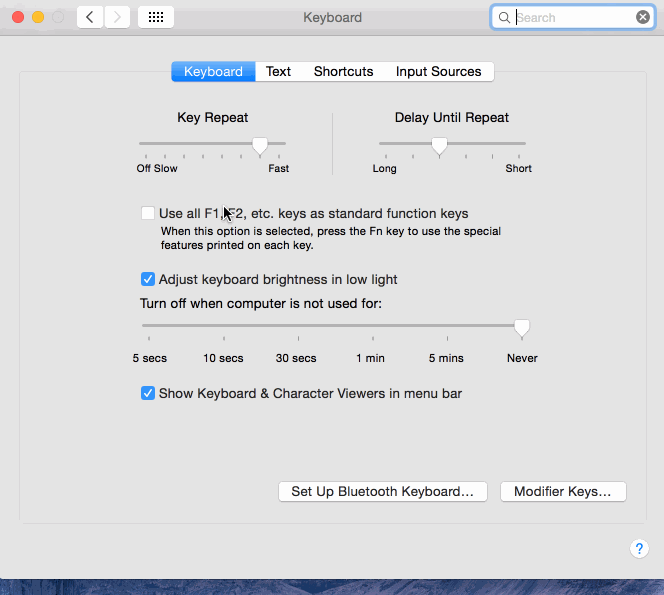 Keyboard
Search
Keyboard Text Shortcuts Input Sources
Key Repeat Delay Until Repeat
Off Slow Fast Long Short
Use all F1, F2, etc. keys as standard function keys
When this option is selected, press the Fn key to use the special
features printed on each key.
Adjust keyboard brightness in low light
Turn off when computer is not used for:
5 secs 10 secs 30 secs 1 min 5 mins Never
Show Keyboard & Character Viewers in menu bar
Set Up Bluetooth Keyboard... Modifier Keys...
?